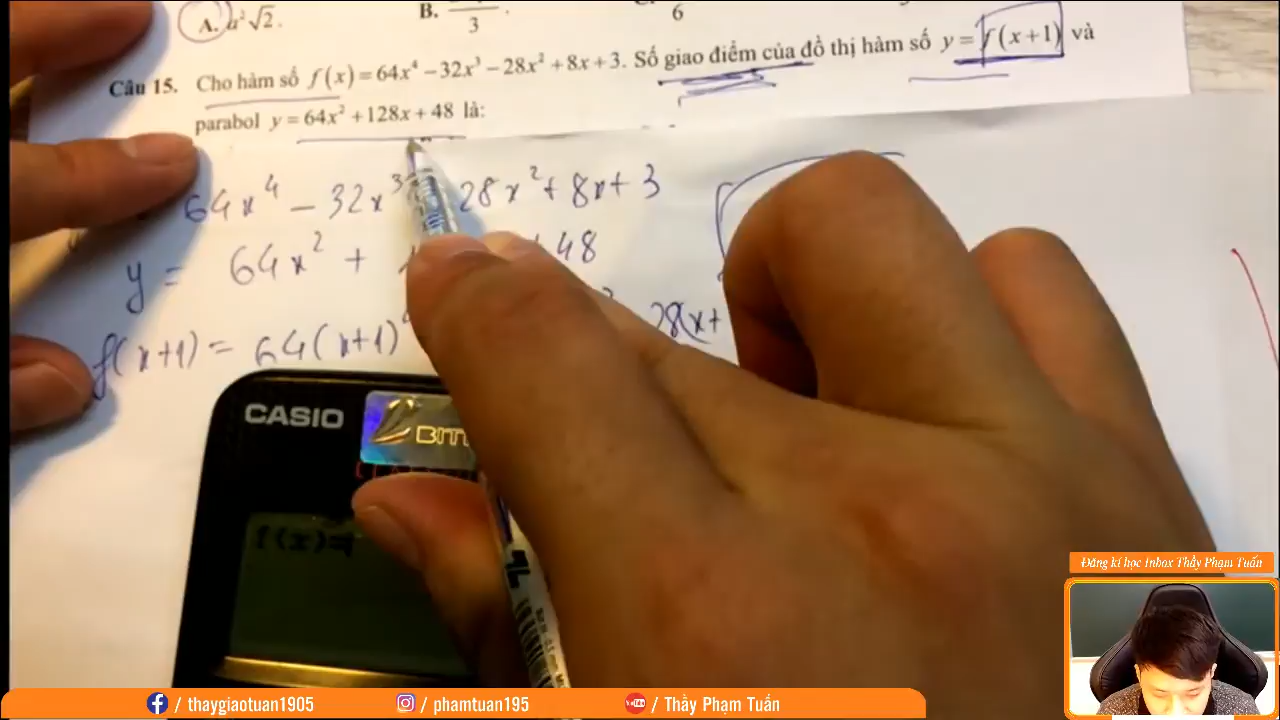 A. a²√2.
B. 3
6
Câu 15. Cho hàm số f(x) = 64x⁴ − 32x³ − 28x² + 8x + 3. Số giao điểm của đồ thị hàm số y = f(x+1) và
parabol y = 64x² + 128x + 48 là:
64x⁴ − 32x³ 28x² + 8x + 3
y = 64x² + 48
f(x+1) = 64(x+1) 28(x+
CASIO
f(x)=
Đăng kí học Inbox Thầy Phạm Tuấn
/ thaygiaotuan1905
/ phamtuan195
/ Thầy Phạm Tuấn